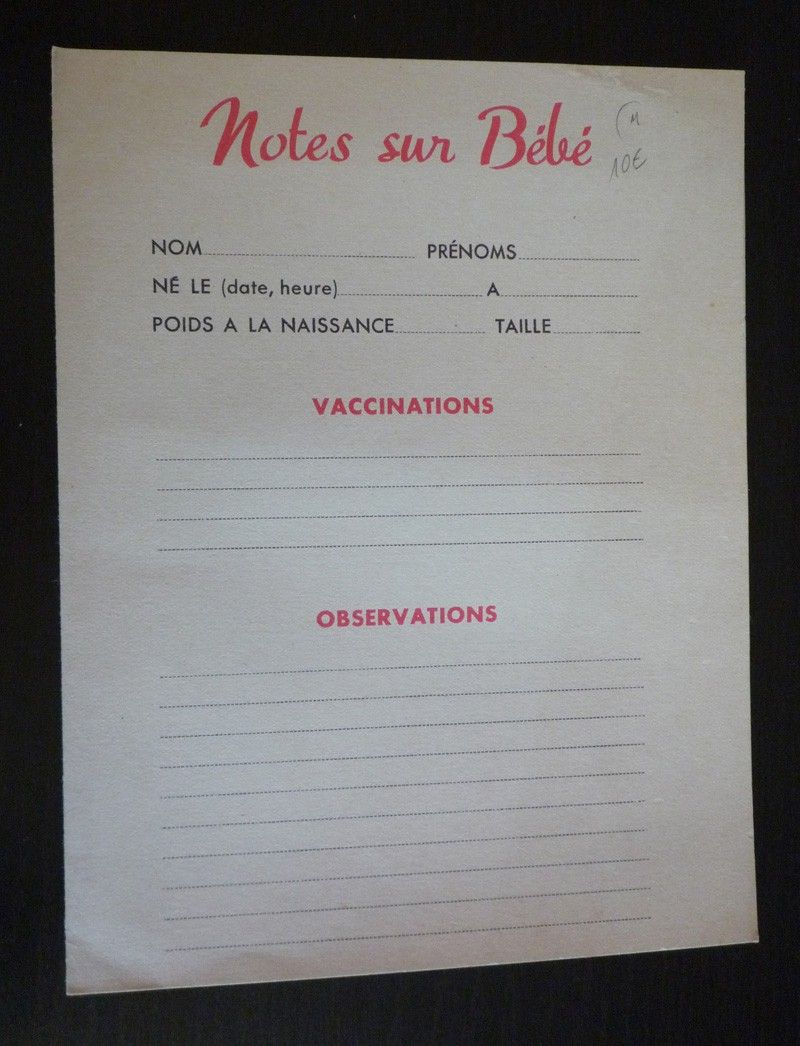 Notes sur Bébé
M
10€
NOM PRÉNOMS
NÉ LE (date, heure) A
POIDS A LA NAISSANCE TAILLE
VACCINATIONS
OBSERVATIONS